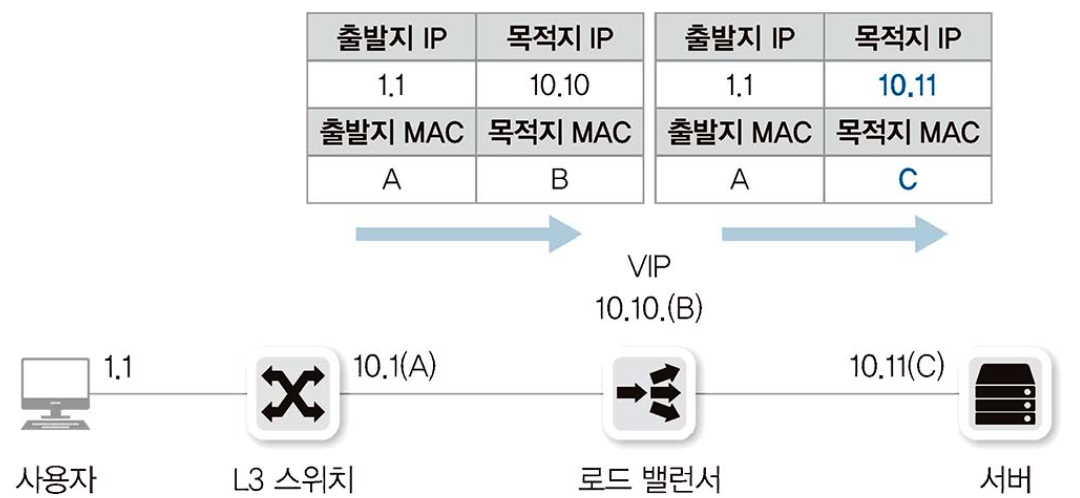 출발지 IP 목적지 IP 출발지 IP 목적지 IP
1.1 10.10 1.1 10.11
출발지 MAC 목적지 MAC 출발지 MAC 목적지 MAC
A B A C
VIP
10.10.(B)
1.1 10.1(A) 10.11(C)
사용자 L3 스위치 로드 밸런서 서버